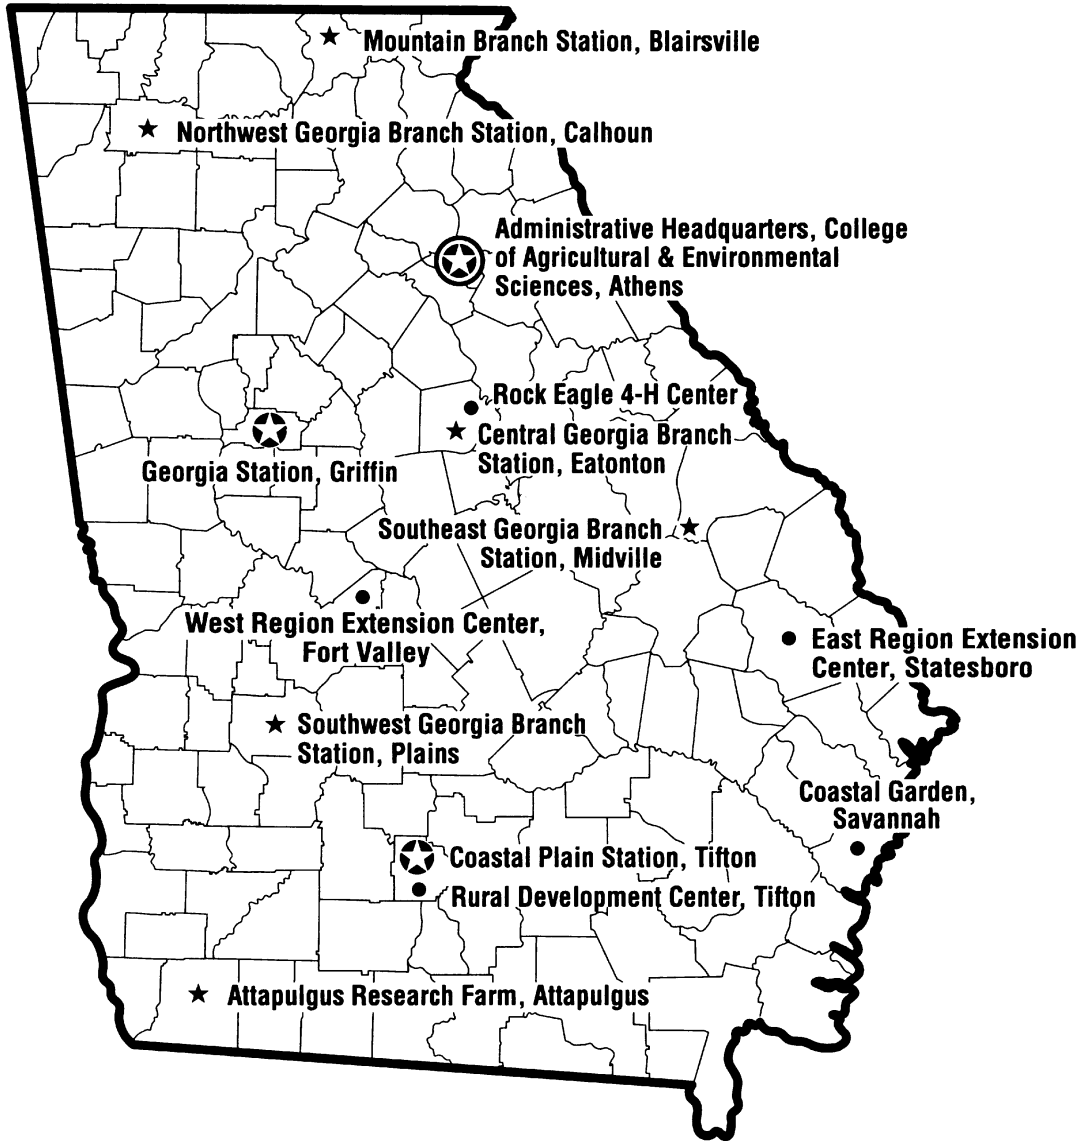 Mountain Branch Station, Blairsville
Northwest Georgia Branch Station, Calhoun
Administrative Headquarters, College
of Agricultural & Environmental
Sciences, Athens
Rock Eagle 4-H Center
Central Georgia Branch
Station, Eatonton
Georgia Station, Griffin
Southeast Georgia Branch
Station, Midville
West Region Extension Center,
Fort Valley
East Region Extension
Center, Statesboro
Southwest Georgia Branch
Station, Plains
Coastal Garden,
Savannah
Coastal Plain Station, Tifton
Rural Development Center, Tifton
Attapulgus Research Farm, Attapulgus